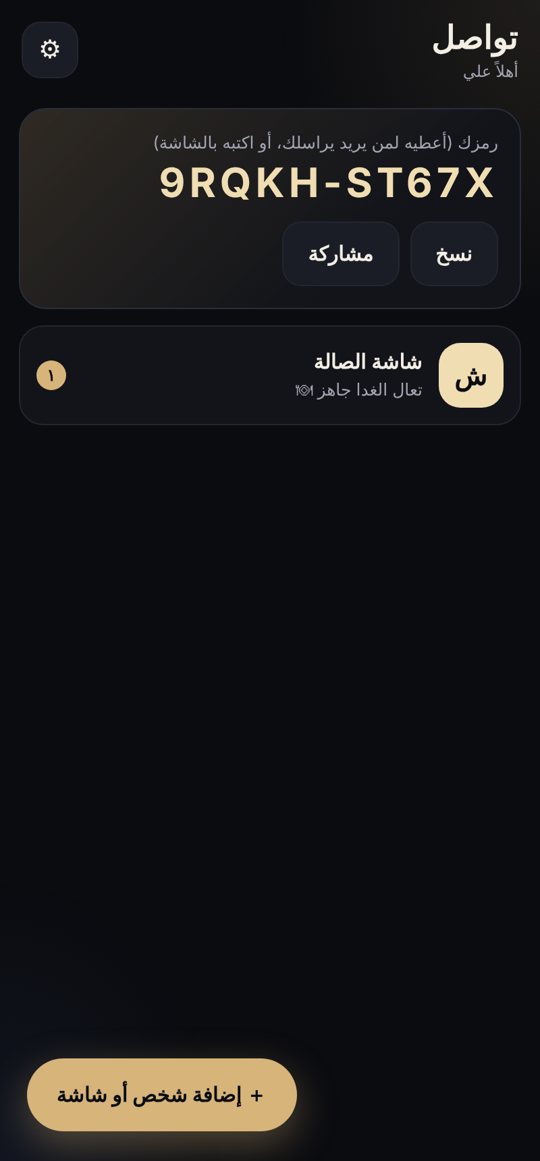 تواصل
أهلاً علي
رمزك (أعطيه لمن يريد يراسلك، أو اكتبه بالشاشة)
9RQKH-ST67X
نسخ
مشاركة
ش
شاشة الصالة
تعال الغدا جاهز 🍽
١
+ إضافة شخص أو شاشة